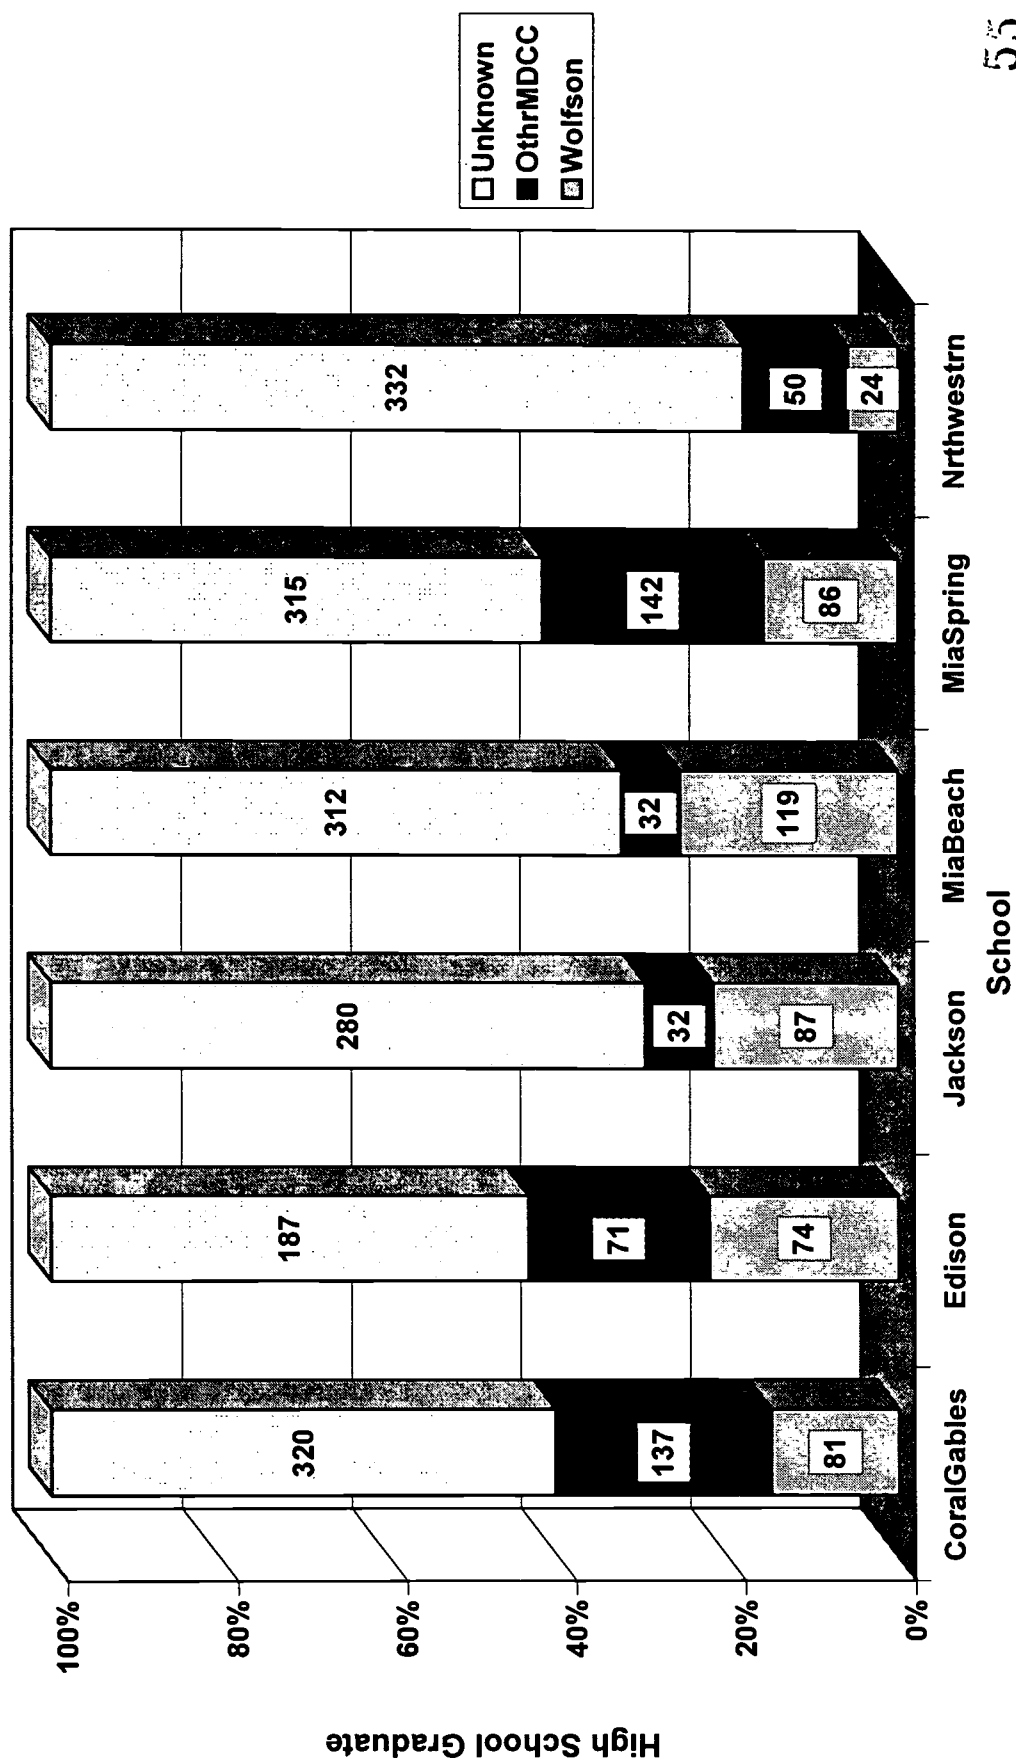 High School Graduate
100%
80%
60%
40%
20%
0%
320
137
81
187
71
74
280
32
87
312
32
119
315
142
86
332
50
24
CoralGables
Edison
Jackson
MiaBeach
MiaSpring
Nrthwestrn
School
Unknown
OthrMDCC
Wolfson
55